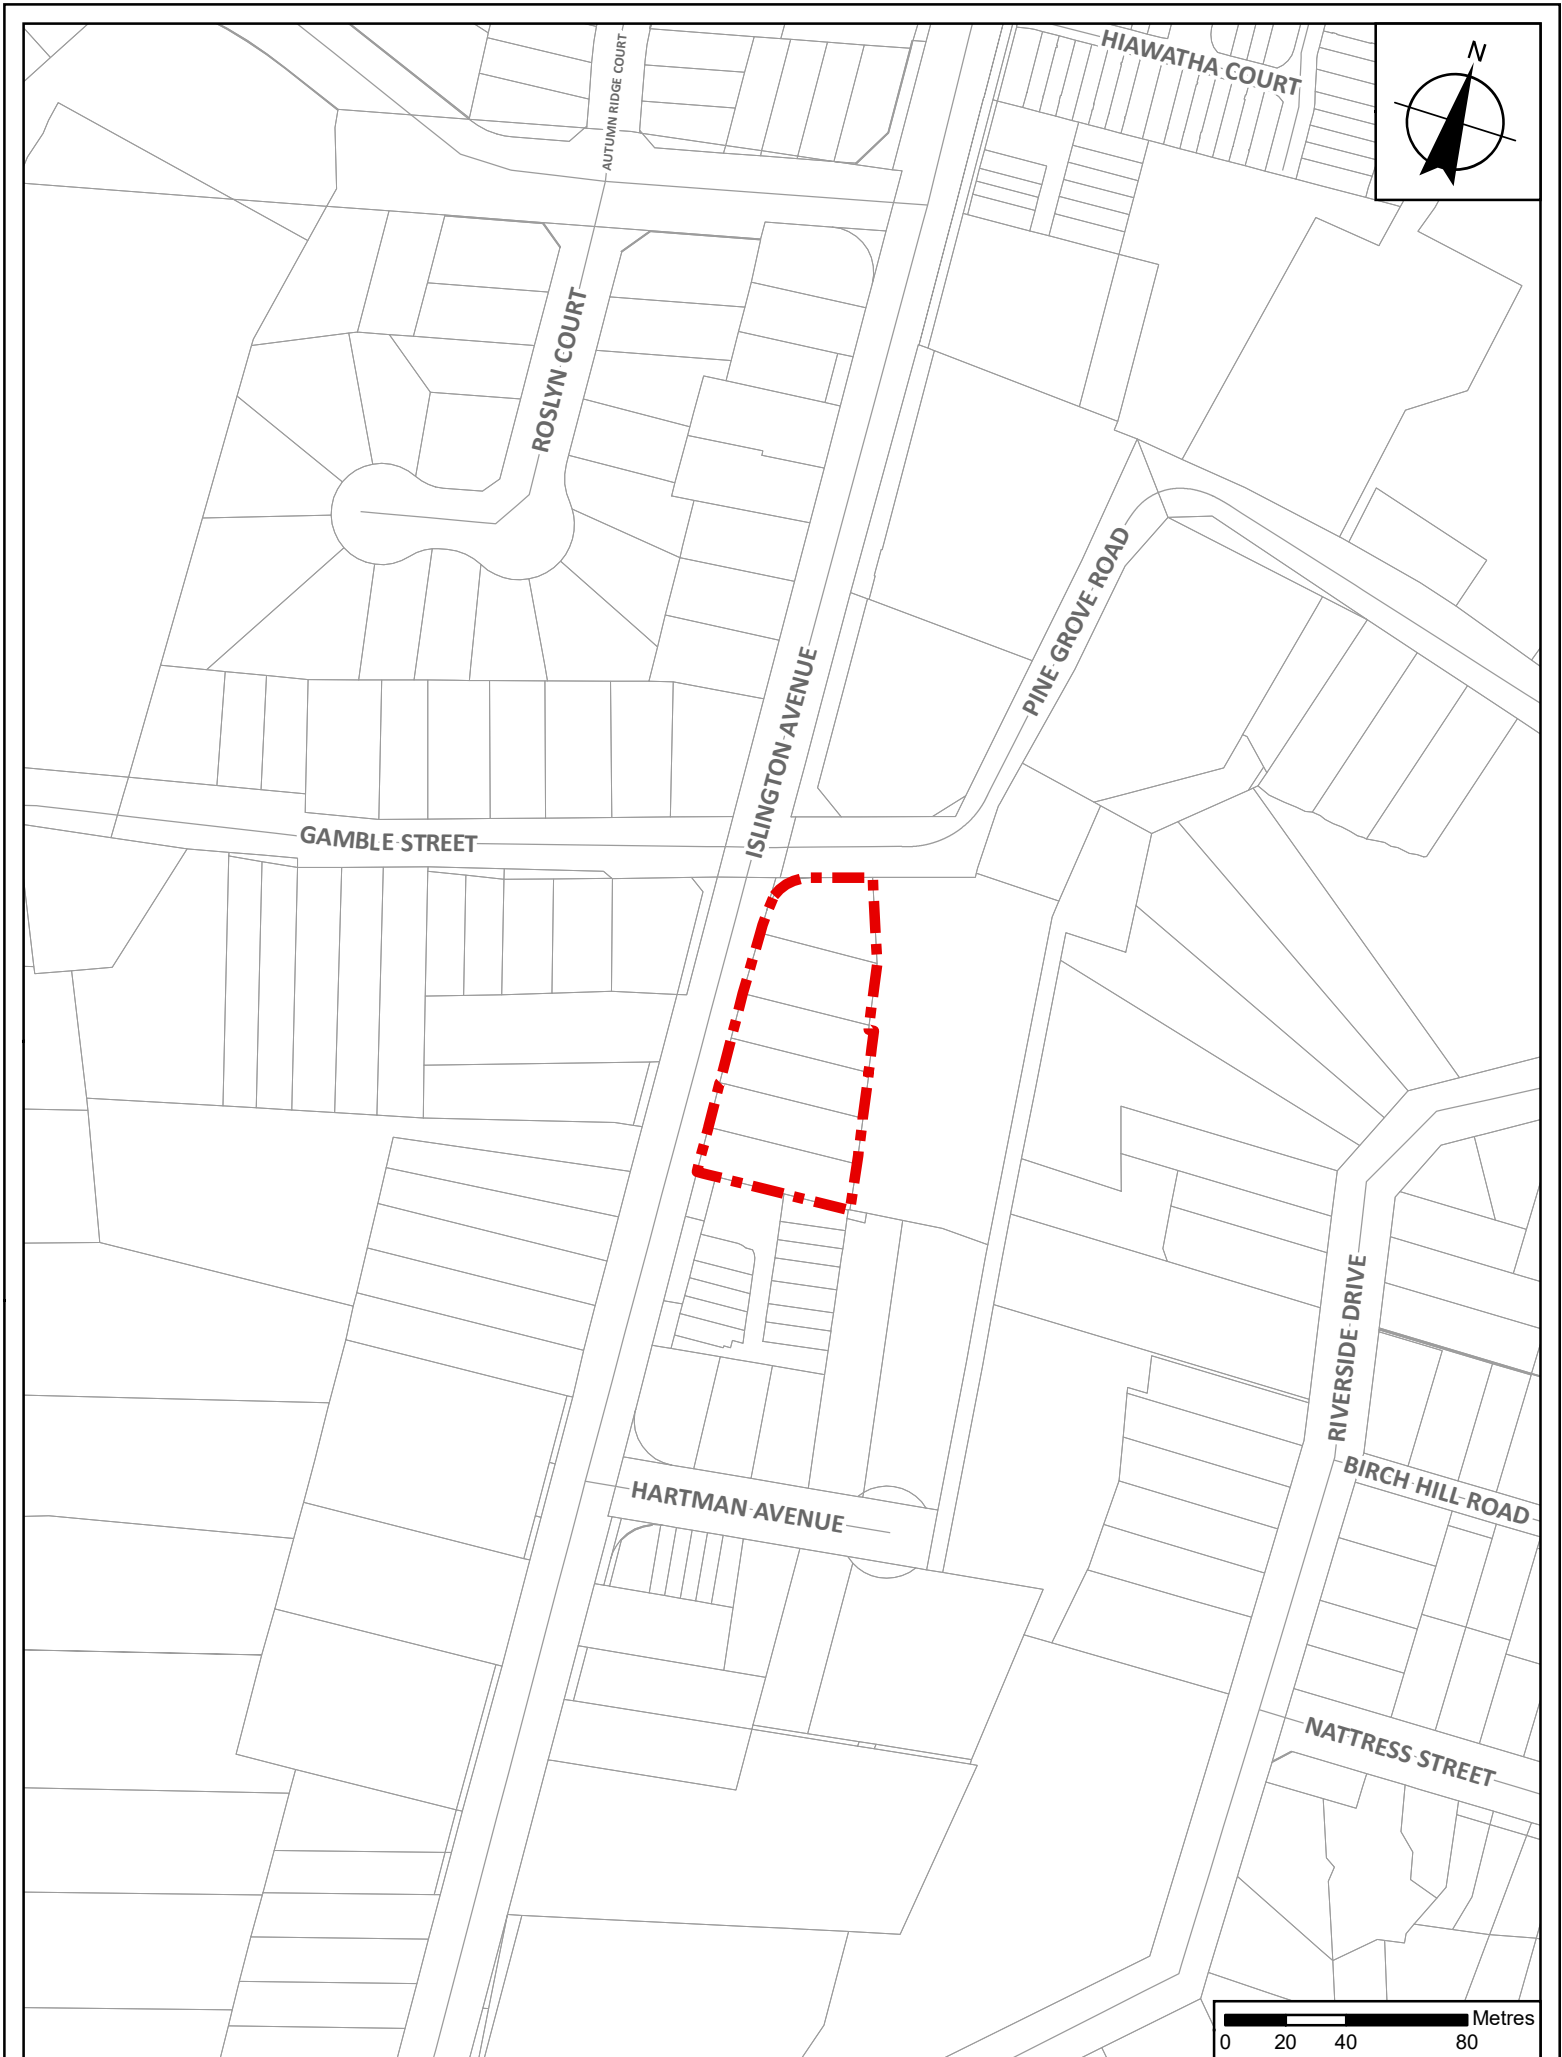 HIAWATHA COURT
N
AUTUMN RIDGE COURT
ROSLYN COURT
PINE GROVE ROAD
ISLINGTON AVENUE
GAMBLE STREET
RIVERSIDE DRIVE
BIRCH HILL ROAD
HARTMAN AVENUE
NATTRESS STREET
Metres
0 20 40 80